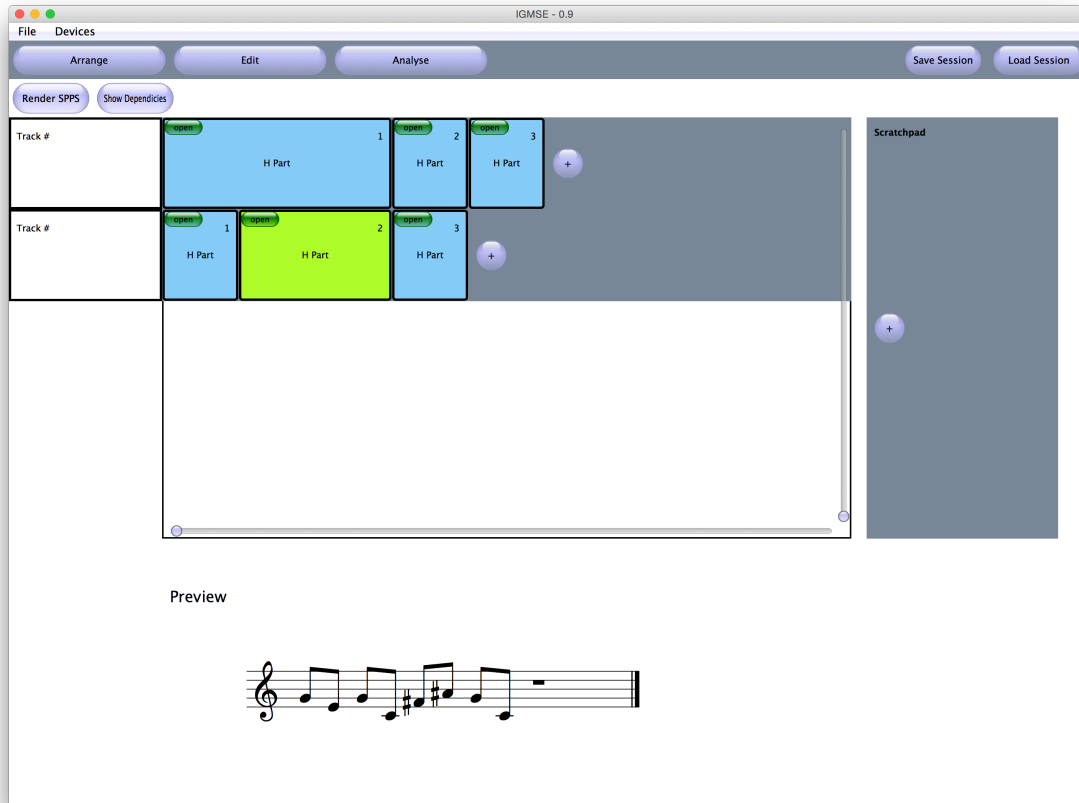 IGMSE - 0.9
File Devices
Arrange Edit Analyse Save Session Load Session
Render SPPS Show Dependicies
Track #
open 1 open 2 open 3
H Part H Part H Part +
Scratchpad
Track #
open 1 open 2 open 3
H Part H Part H Part +
+
Preview